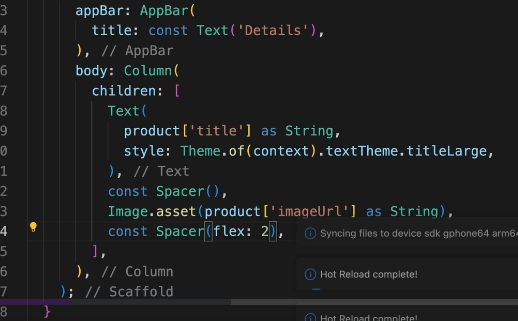 3 appBar: AppBar(
4 title: const Text('Details'),
5 ), // AppBar
6 body: Column(
7 children: [
8 Text(
9 product['title'] as String,
0 style: Theme.of(context).textTheme.titleLarge,
1 ), // Text
2 const Spacer(),
3 Image.asset(product['imageUrl'] as String),
4 const Spacer(flex: 2),
5 ],
6 ), // Column
7 ); // Scaffold
8 }
Syncing files to device sdk gphone64 arm64
Hot Reload complete!
Hot Reload complete!